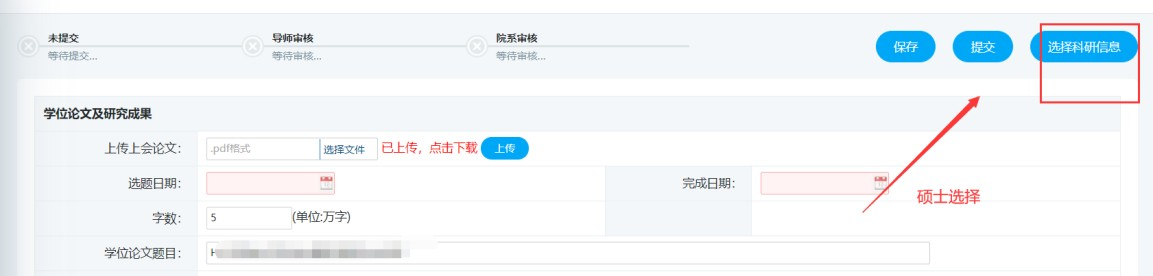 未提交
等待提交...
导师审核
等待审核...
院系审核
等待审核...
保存
提交
选择科研信息
学位论文及研究成果
上传上会论文：
.pdf格式
选择文件
已上传，点击下载
上传
选题日期：
完成日期：
硕士选择
字数：
5
(单位:万字)
学位论文题目：